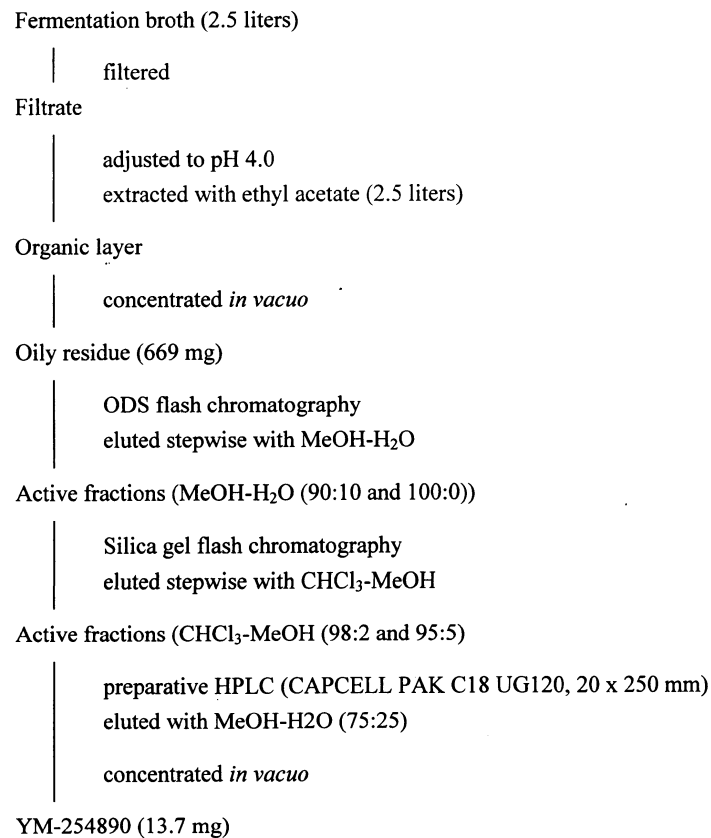 Fermentation broth (2.5 liters)
filtered
Filtrate
adjusted to pH 4.0
extracted with ethyl acetate (2.5 liters)
Organic layer
concentrated in vacuo
Oily residue (669 mg)
ODS flash chromatography
eluted stepwise with MeOH-H₂O
Active fractions (MeOH-H₂O (90:10 and 100:0))
Silica gel flash chromatography
eluted stepwise with CHCl₃-MeOH
Active fractions (CHCl₃-MeOH (98:2 and 95:5)
preparative HPLC (CAPCELL PAK C18 UG120, 20 x 250 mm)
eluted with MeOH-H2O (75:25)
concentrated in vacuo
YM-254890 (13.7 mg)